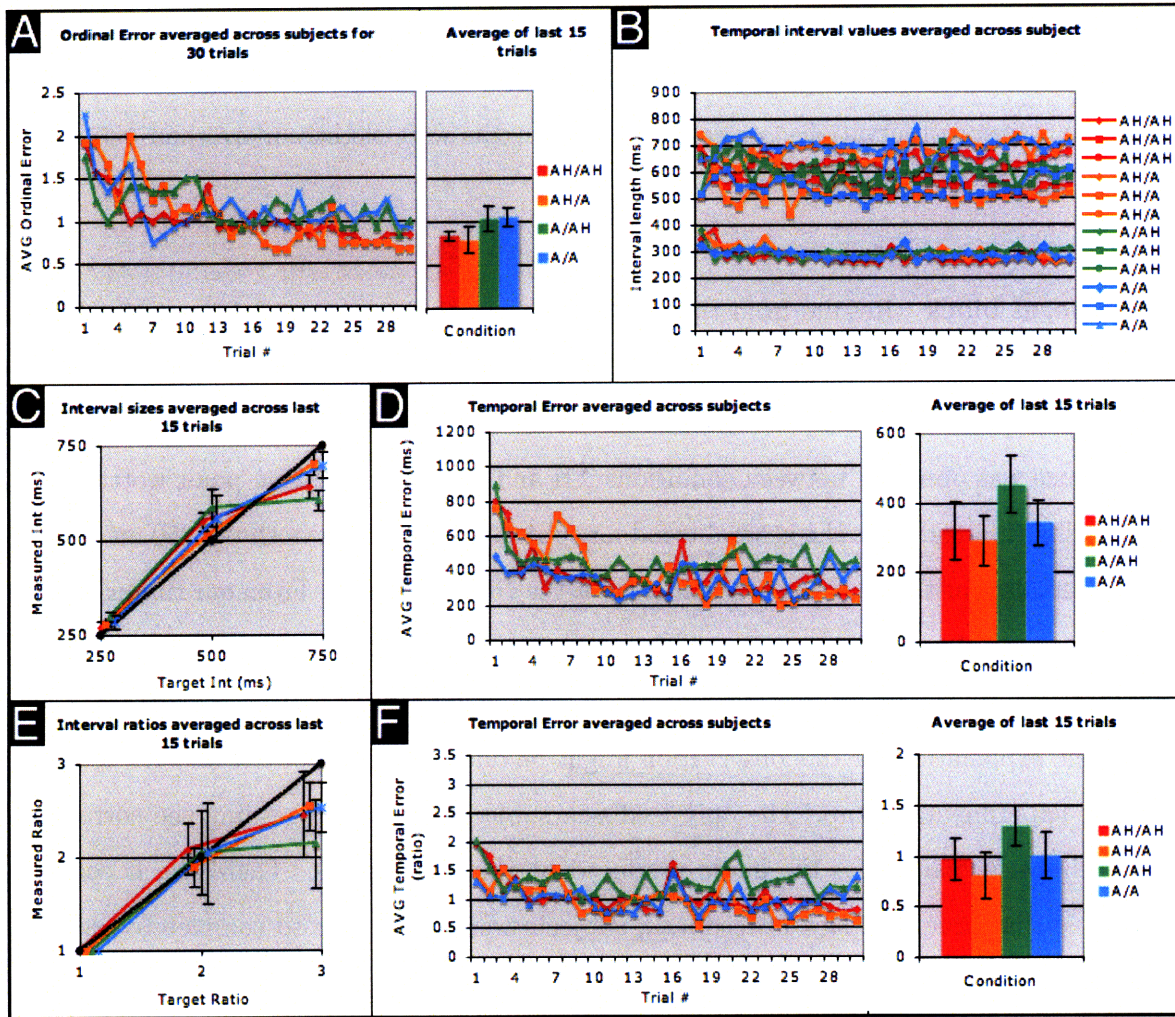 A
Ordinal Error averaged across subjects for
30 trials
Average of last 15
trials
AVG Ordinal Error
2.5
2
1.5
1
0.5
0
1 4 7 10 13 16 19 22 25 28
Trial #
Condition
AH/AH
AH/A
A/AH
A/A
B
Temporal interval values averaged across subject
Interval length (ms)
900
800
700
600
500
400
300
200
100
0
1 4 7 10 13 16 19 22 25 28
Trial #
AH/AH
AH/AH
AH/AH
AH/A
AH/A
AH/A
A/AH
A/AH
A/AH
A/A
A/A
A/A
C
Interval sizes averaged across last
15 trials
Measured Int (ms)
750
500
250
250 500 750
Target Int (ms)
D
Temporal Error averaged across subjects
AVG Temporal Error (ms)
1200
1000
800
600
400
200
0
1 4 7 10 13 16 19 22 25 28
Trial #
Average of last 15 trials
600
400
200
0
Condition
AH/AH
AH/A
A/AH
A/A
E
Interval ratios averaged across last
15 trials
Measured Ratio
3
2
1
1 2 3
Target Ratio
F
Temporal Error averaged across subjects
AVG Temporal Error
(ratio)
3.5
3
2.5
2
1.5
1
0.5
0
1 4 7 10 13 16 19 22 25 28
Trial #
Average of last 15 trials
2
1.5
1
0.5
0
Condition
AH/AH
AH/A
A/AH
A/A